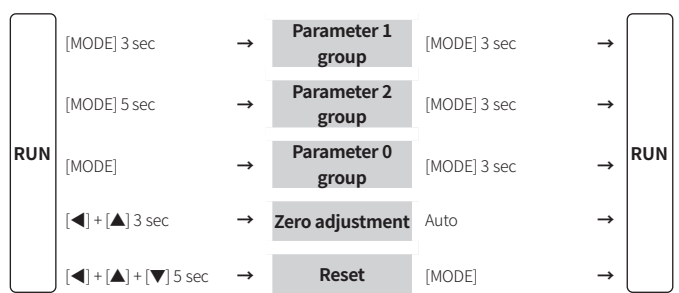 [MODE] 3 sec → Parameter 1 group [MODE] 3 sec →
[MODE] 5 sec → Parameter 2 group [MODE] 3 sec →
RUN [MODE] → Parameter 0 group [MODE] 3 sec → RUN
[◀] + [▲] 3 sec → Zero adjustment Auto →
[◀] + [▲] + [▼] 5 sec → Reset [MODE] →